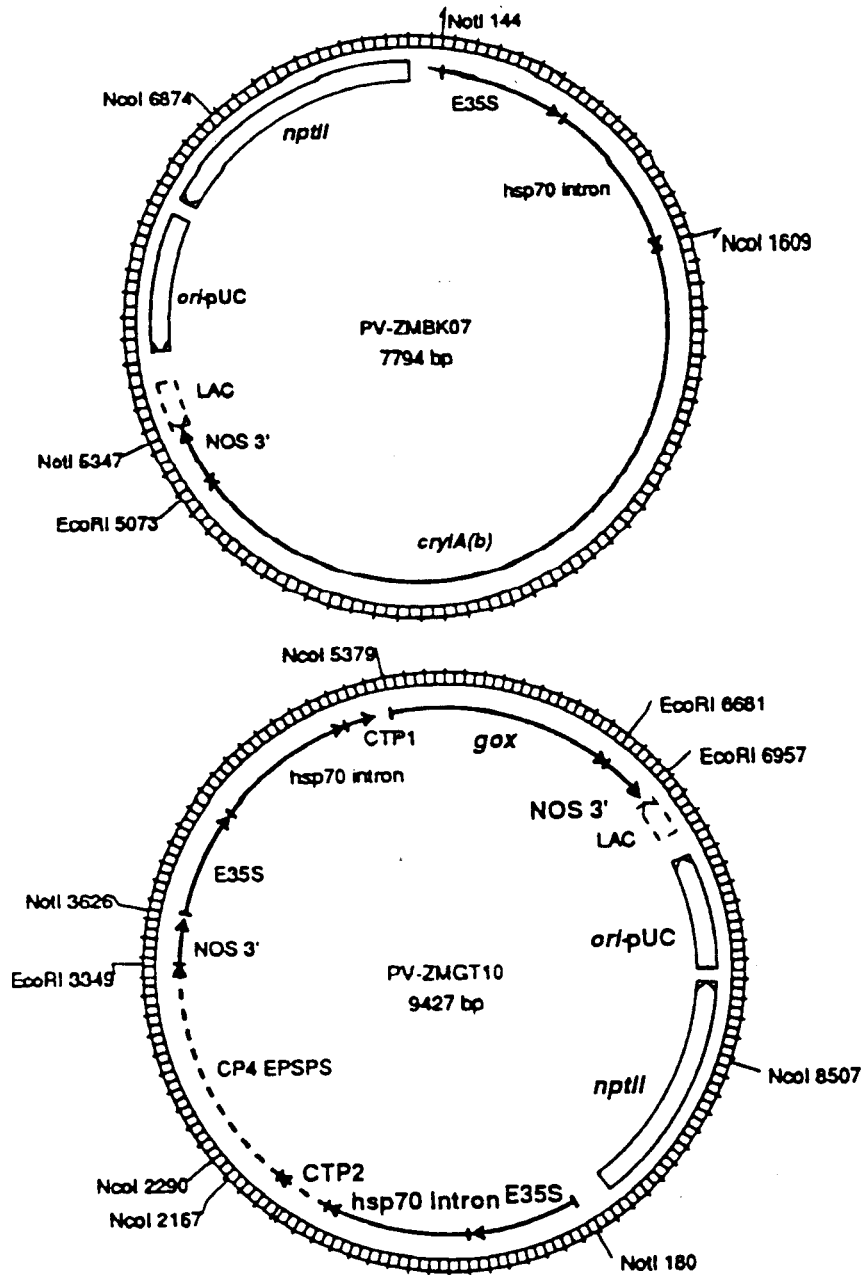 NotI 144
NcoI 6874
E35S
nptII
hsp70 intron
NcoI 1609
ori-pUC
PV-ZMBK07
7794 bp
LAC
NOS 3'
NotI 5347
EcoRI 5073
cryIA(b)
NcoI 5379
EcoRI 6681
CTP1
gox
EcoRI 6957
hsp70 intron
NOS 3'
LAC
E35S
NotI 3626
ori-pUC
NOS 3'
PV-ZMGT10
EcoRI 3349
9427 bp
CP4 EPSPS
nptII
NcoI 8507
CTP2
NcoI 2290
hsp70 intron
E35S
NcoI 2167
NotI 180